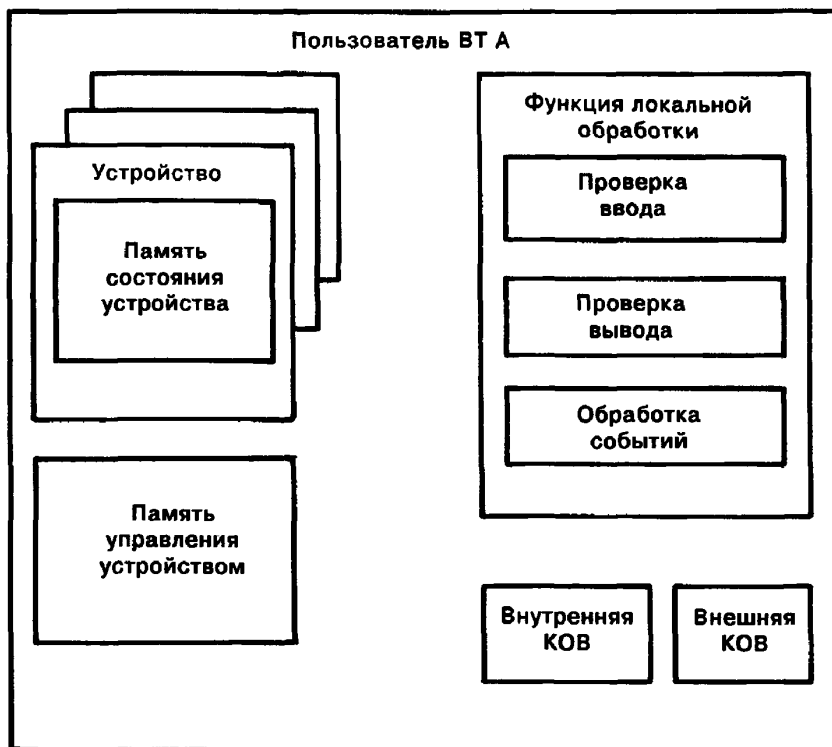 Пользователь ВТ А
Устройство
Память
состояния
устройства
Память
управления
устройством
Функция локальной
обработки
Проверка
ввода
Проверка
вывода
Обработка
событий
Внутренняя
КОВ
Внешняя
КОВ